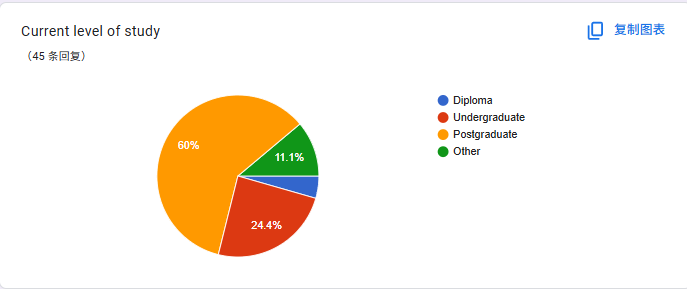 Current level of study
复制图表
（45 条回复）
Diploma
Undergraduate
Postgraduate
Other
60%
11.1%
24.4%